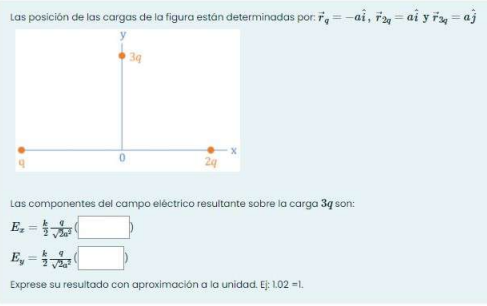 Las posición de las cargas de la figura están determinadas por: $\vec{r}_q = -a\hat{i}$, $\vec{r}_{2q} = a\hat{i}$ y $\vec{r}_{3q} = a\hat{j}$
y
3q
x
q
0
2q
Las componentes del campo eléctrico resultante sobre la carga 3q son:
$E_x = \frac{k}{2} \frac{q}{\sqrt{2}a^2}($ $)$
$E_y = \frac{k}{2} \frac{q}{\sqrt{2}a^2}($ $)$
Exprese su resultado con aproximación a la unidad. Ej: 1.02 =1.